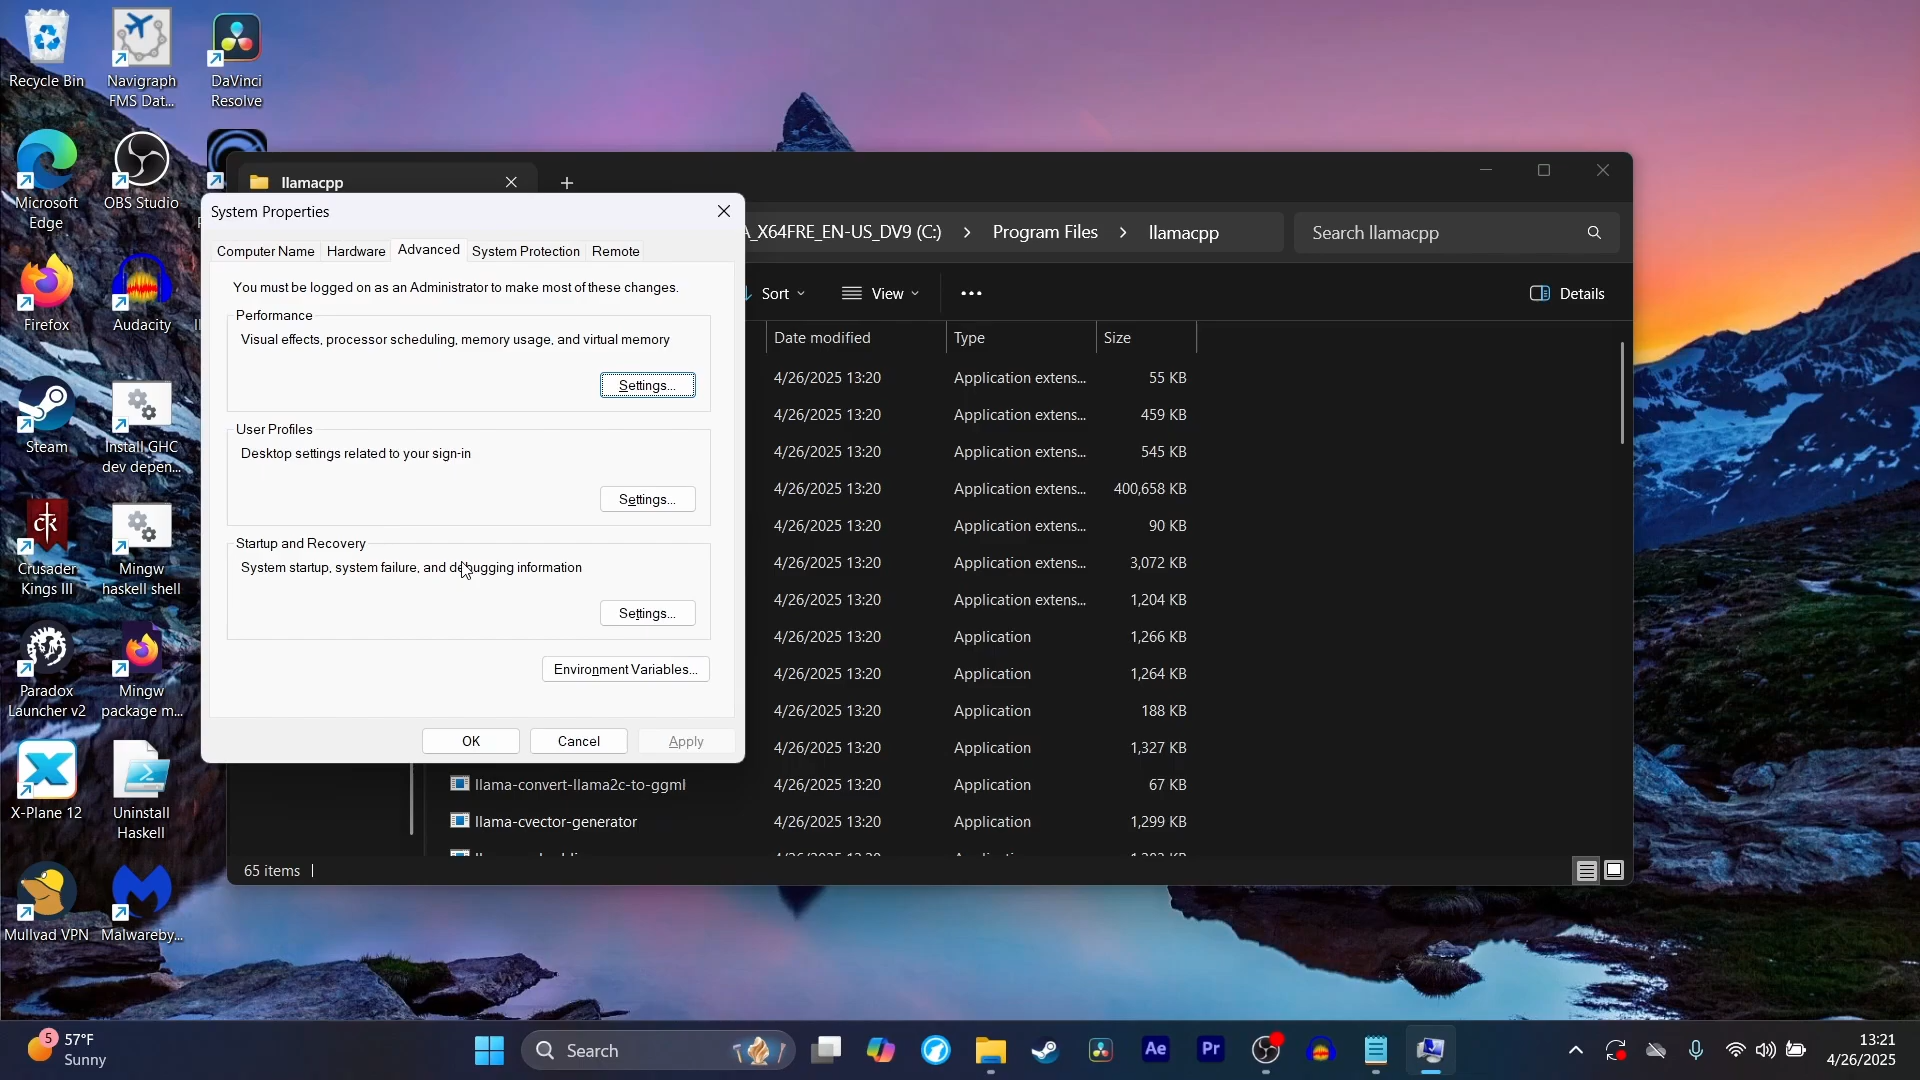 Recycle Bin
Navigraph
FMS Dat...
DaVinci
Resolve
Microsoft
Edge
OBS Studio
Firefox
Audacity
Steam
Install GHC
dev depen...
Crusader
Kings III
Mingw
haskell shell
Paradox
Launcher v2
Mingw
package m...
X-Plane 12
Uninstall
Haskell
Mullvad VPN
Malwareby...
llamacpp
System Properties
Computer Name
Hardware
Advanced
System Protection
Remote
You must be logged on as an Administrator to make most of these changes.
Performance
Visual effects, processor scheduling, memory usage, and virtual memory
Settings...
User Profiles
Desktop settings related to your sign-in
Settings...
Startup and Recovery
System startup, system failure, and debugging information
Settings...
Environment Variables...
OK
Cancel
Apply
A_X64FRE_EN-US_DV9 (C:) > Program Files > llamacpp
Search llamacpp
Sort
View
Details
Date modified Type Size
4/26/2025 13:20 Application extens... 55 KB
4/26/2025 13:20 Application extens... 459 KB
4/26/2025 13:20 Application extens... 545 KB
4/26/2025 13:20 Application extens... 400,658 KB
4/26/2025 13:20 Application extens... 90 KB
4/26/2025 13:20 Application extens... 3,072 KB
4/26/2025 13:20 Application extens... 1,204 KB
4/26/2025 13:20 Application 1,266 KB
4/26/2025 13:20 Application 1,264 KB
4/26/2025 13:20 Application 188 KB
4/26/2025 13:20 Application 1,327 KB
llama-convert-llama2c-to-ggml 4/26/2025 13:20 Application 67 KB
llama-cvector-generator 4/26/2025 13:20 Application 1,299 KB
65 items
5
57°F
Sunny
Search
Ae
Pr
13:21
4/26/2025